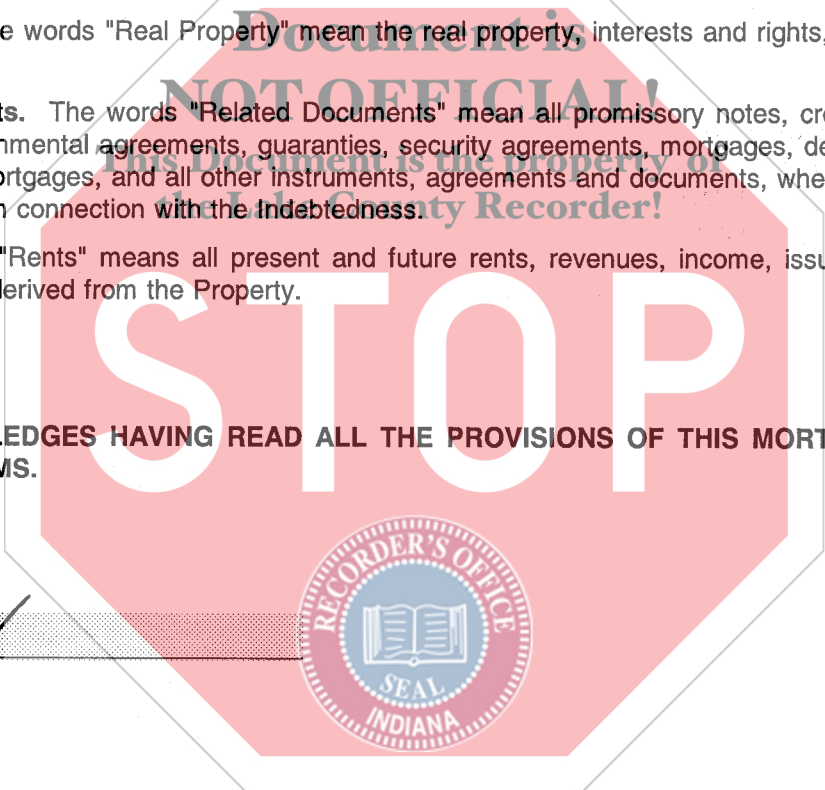 e words "Real Property" mean the real property, interests and rights,
Document is
NOT OFFICIAL!
ts. The words "Related Documents" mean all promissory notes, cre
nmental agreements, guaranties, security agreements, mortgages, de
This Document is the property of
ortgages, and all other instruments, agreements and documents, whe
the Lake County Recorder!
n connection with the Indebtedness.
"Rents" means all present and future rents, revenues, income, issu
derived from the Property.
STOP
LEDGES HAVING READ ALL THE PROVISIONS OF THIS MORT
MS.
RECORDER'S OFFICE
SEAL
INDIANA